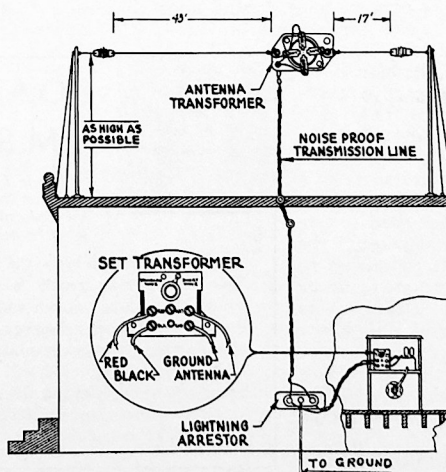 43'
17'
ANTENNA
TRANSFORMER
AS HIGH AS
POSSIBLE
NOISE PROOF
TRANSMISSION LINE
SET TRANSFORMER
RED
BLACK
GROUND
ANTENNA
LIGHTNING
ARRESTOR
TO GROUND